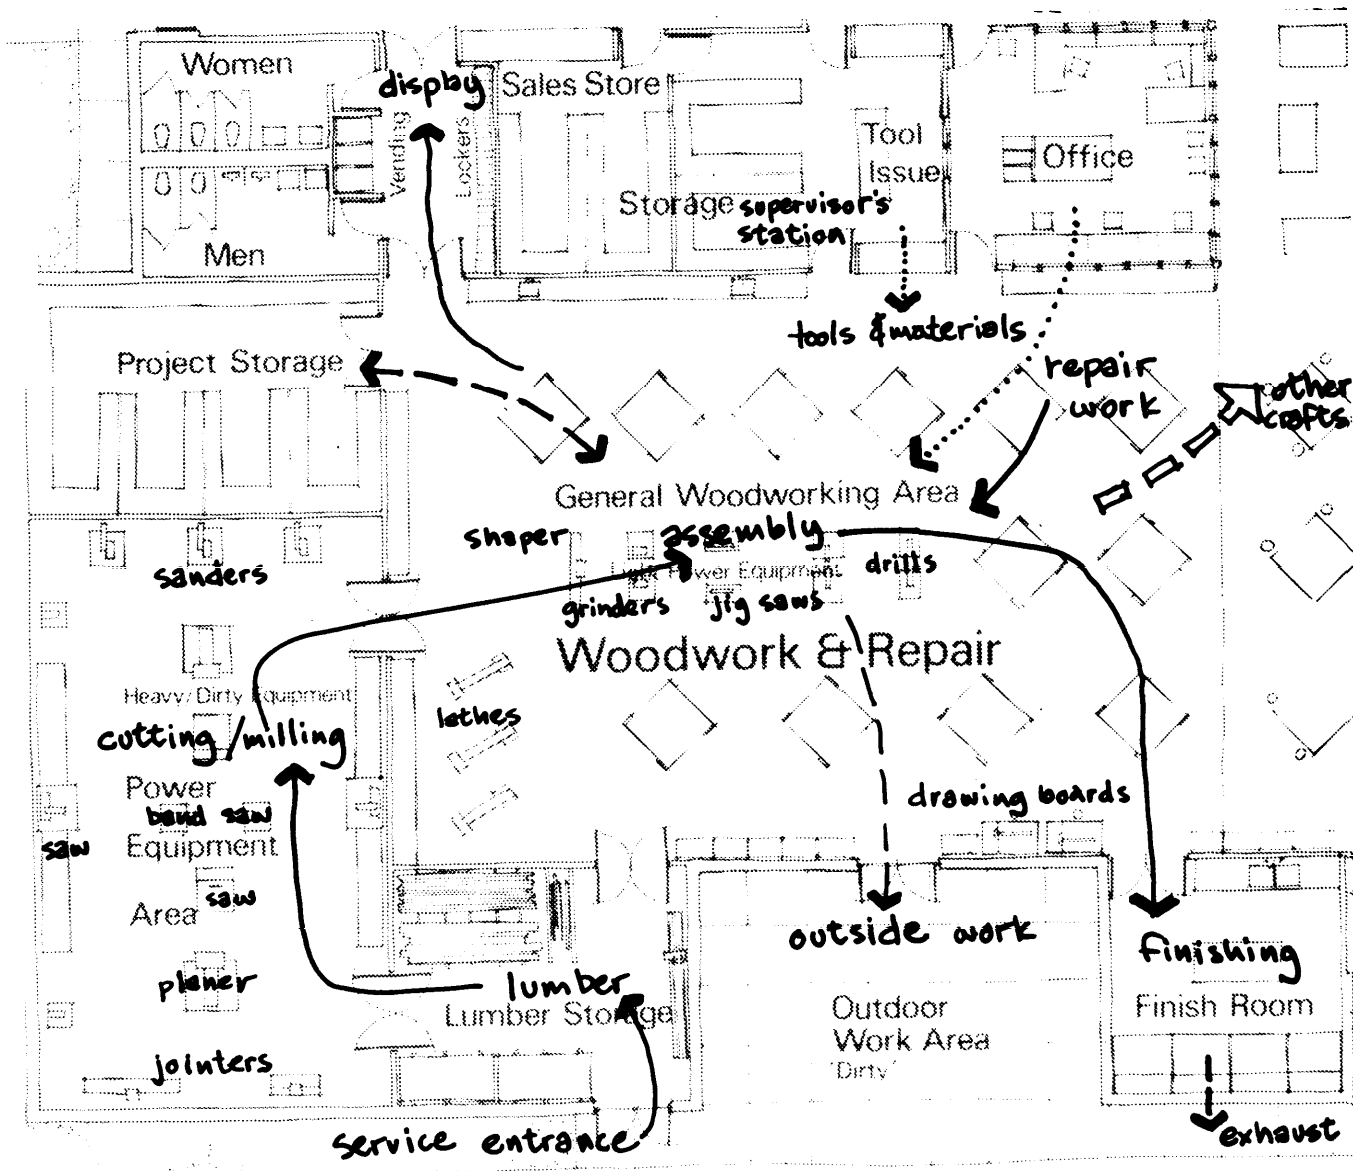 Women
display
Sales Store
Vending
Lockers
Tool
Issue
Office
Storage
supervisor's
station
Men
tools & materials
Project Storage
repair
work
other
crafts
General Woodworking Area
shaper
assembly
Light Power Equipment
drills
sanders
grinders
jig saws
Woodwork & Repair
Heavy/Dirty Equipment
lethes
cutting/milling
Power
band saw
drawing boards
saw
Equipment
saw
Area
outside work
finishing
planer
lumber
Lumber Storage
Outdoor
Work Area
'Dirty'
Finish Room
jointers
service entrance
exhaust